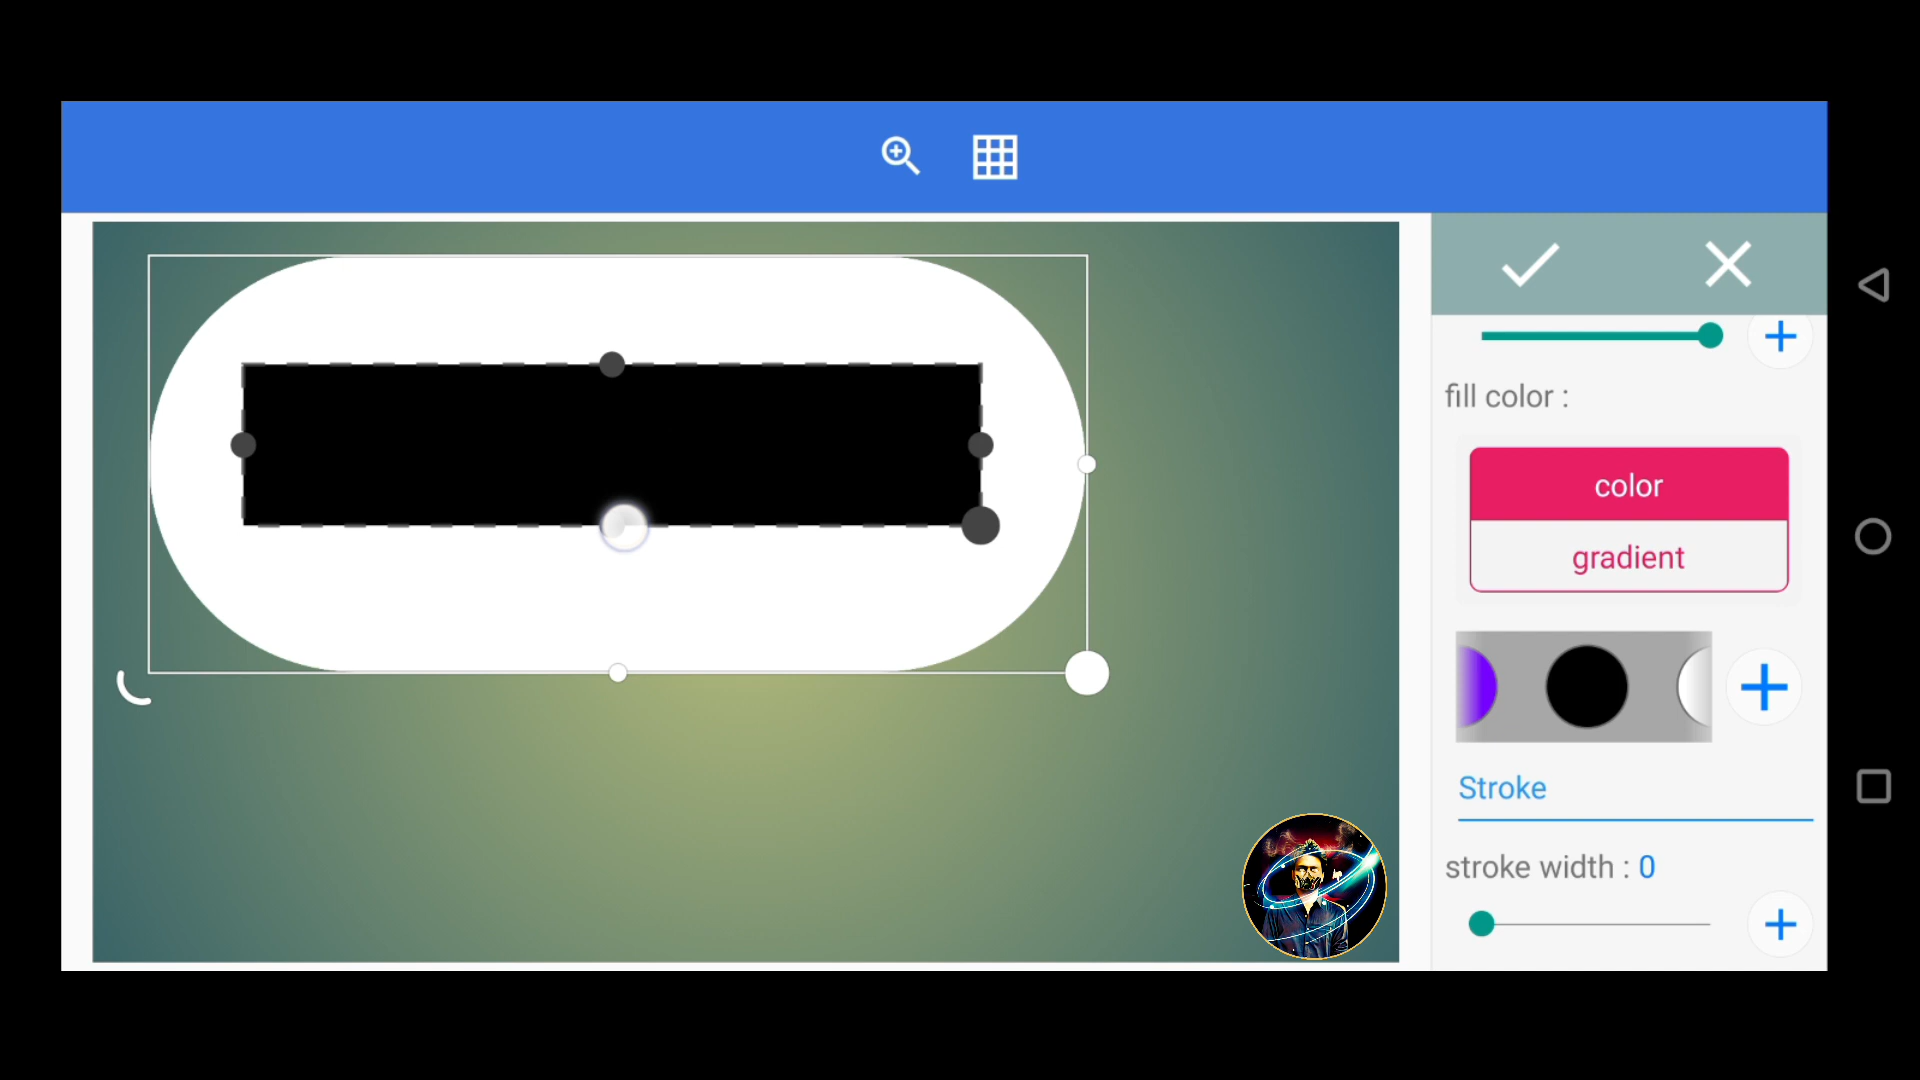 fill color :
color
gradient
Stroke
stroke width : 0